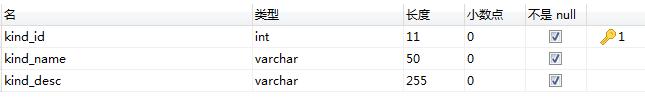 名 类型 长度 小数点 不是 null
kind_id int 11 0 1
kind_name varchar 50 0
kind_desc varchar 255 0